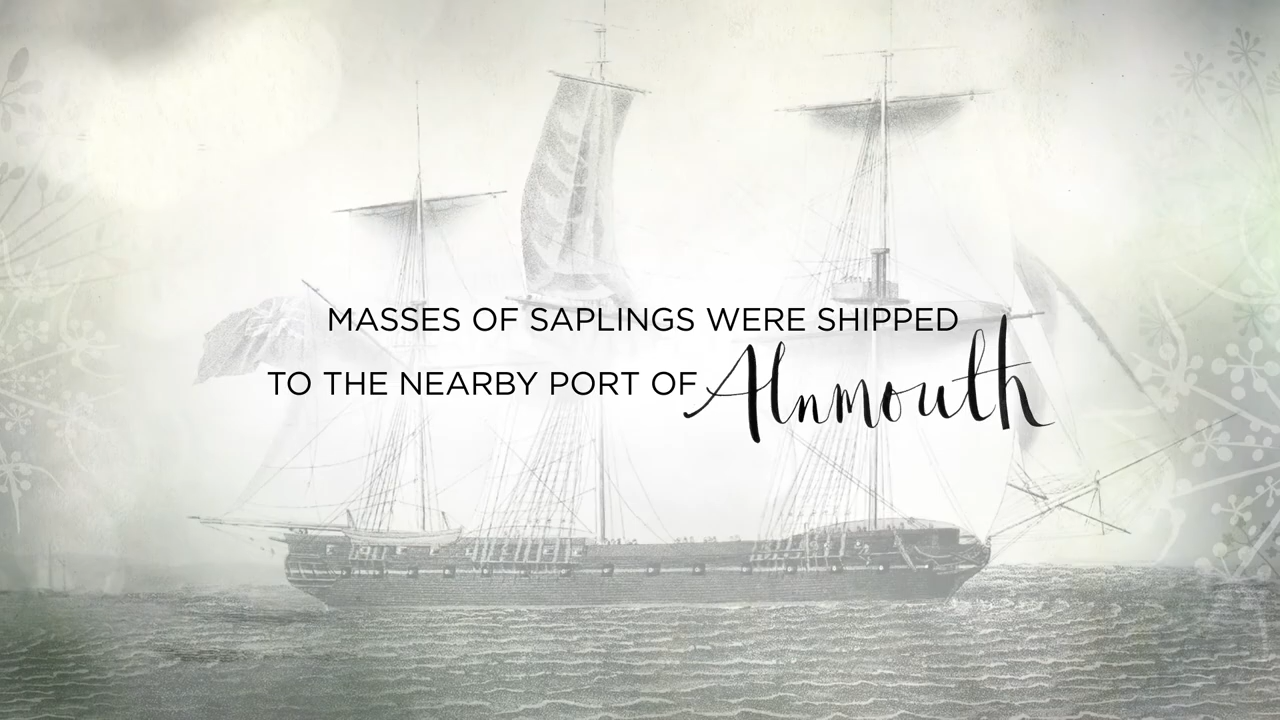 MASSES OF SAPLINGS WERE SHIPPED
TO THE NEARBY PORT OF Alnmouth